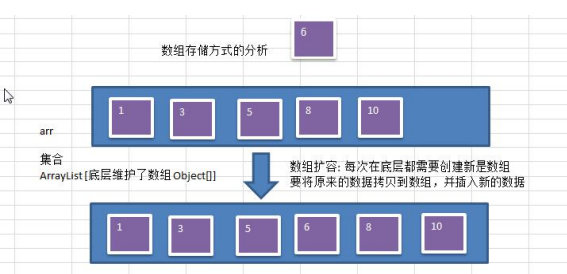 6
数组存储方式的分析
1 3 5 8 10
arr
集合
ArrayList [底层维护了数组 Object[]]
数组扩容: 每次在底层都需要创建新是数组
要将原来的数据拷贝到数组，并插入新的数据
1 3 5 6 8 10